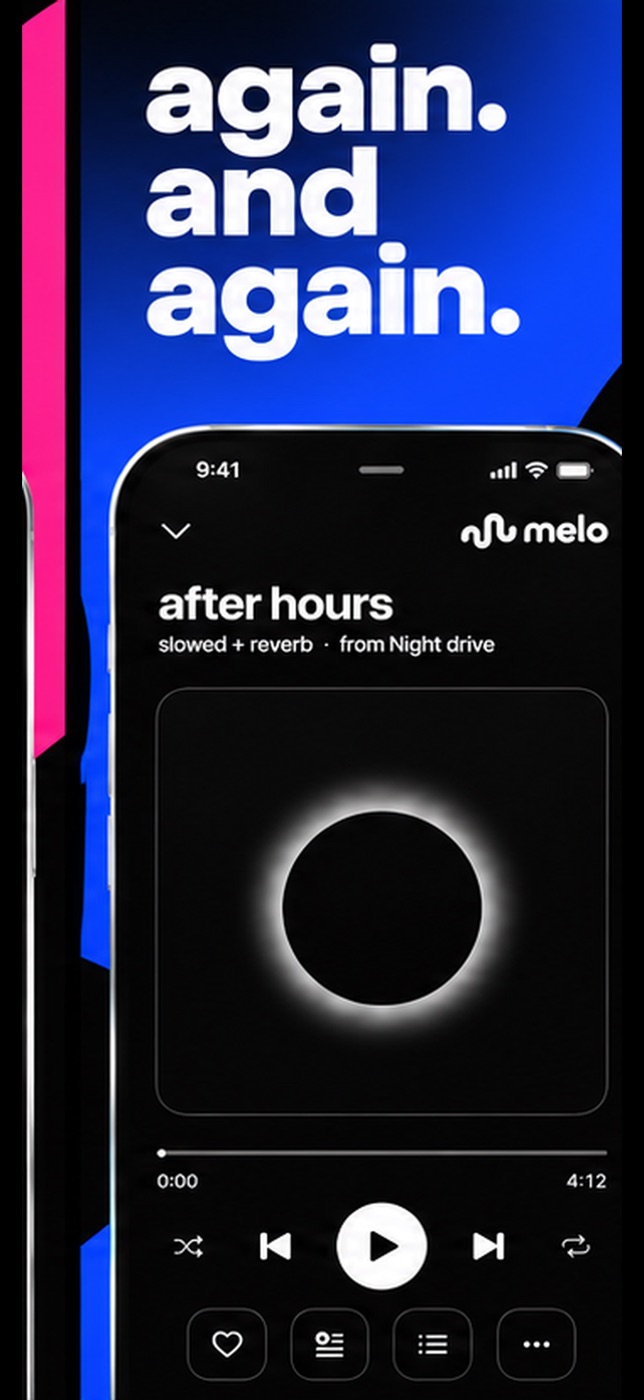 again.
and
again.
9:41
melo
after hours
slowed + reverb · from Night drive
0:00
4:12